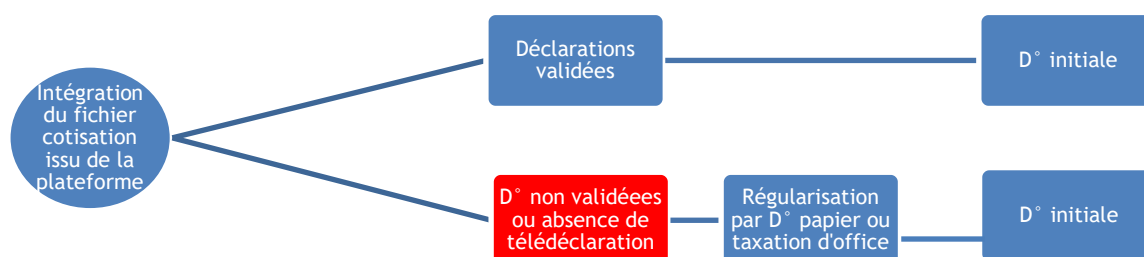 Intégration
du fichier
cotisation
issu de la
plateforme
Déclarations
validées
D° initiale
D° non validéees
ou absence de
télédéclaration
Régularisation
par D° papier ou
taxation d'office
D° initiale